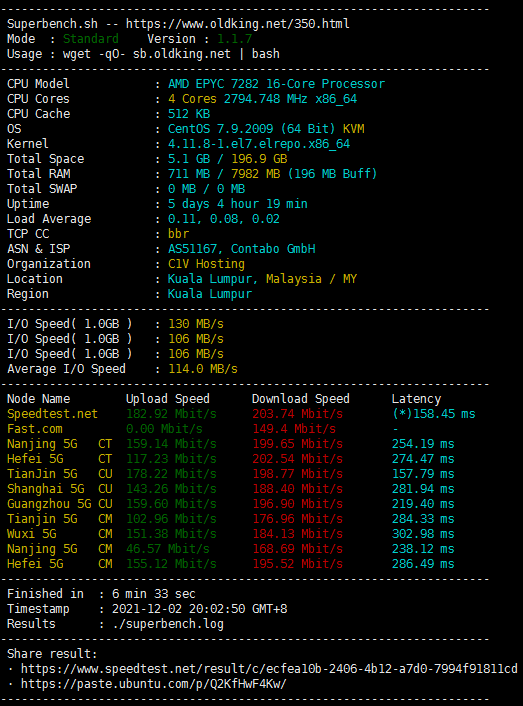 ----------------------------------------------------------------------
Superbench.sh -- https://www.oldking.net/350.html
Mode : Standard Version : 1.1.7
Usage : wget -qO- sb.oldking.net | bash
----------------------------------------------------------------------
CPU Model : AMD EPYC 7282 16-Core Processor
CPU Cores : 4 Cores 2794.748 MHz x86_64
CPU Cache : 512 KB
OS : CentOS 7.9.2009 (64 Bit) KVM
Kernel : 4.11.8-1.el7.elrepo.x86_64
Total Space : 5.1 GB / 196.9 GB
Total RAM : 711 MB / 7982 MB (196 MB Buff)
Total SWAP : 0 MB / 0 MB
Uptime : 5 days 4 hour 19 min
Load Average : 0.11, 0.08, 0.02
TCP CC : bbr
ASN & ISP : AS51167, Contabo GmbH
Organization : C1V Hosting
Location : Kuala Lumpur, Malaysia / MY
Region : Kuala Lumpur
----------------------------------------------------------------------
I/O Speed( 1.0GB ) : 130 MB/s
I/O Speed( 1.0GB ) : 106 MB/s
I/O Speed( 1.0GB ) : 106 MB/s
Average I/O Speed : 114.0 MB/s
----------------------------------------------------------------------
Node Name Upload Speed Download Speed Latency
Speedtest.net 182.92 Mbit/s 203.74 Mbit/s (*)158.45 ms
Fast.com 0.00 Mbit/s 149.4 Mbit/s -
Nanjing 5G CT 159.14 Mbit/s 199.65 Mbit/s 254.19 ms
Hefei 5G CT 117.23 Mbit/s 202.54 Mbit/s 274.47 ms
TianJin 5G CU 178.22 Mbit/s 198.77 Mbit/s 157.79 ms
Shanghai 5G CU 143.26 Mbit/s 188.40 Mbit/s 281.94 ms
Guangzhou 5G CU 159.60 Mbit/s 196.90 Mbit/s 219.40 ms
Tianjin 5G CM 102.96 Mbit/s 176.96 Mbit/s 284.33 ms
Wuxi 5G CM 151.38 Mbit/s 184.13 Mbit/s 302.98 ms
Nanjing 5G CM 46.57 Mbit/s 168.69 Mbit/s 238.12 ms
Hefei 5G CM 155.12 Mbit/s 195.52 Mbit/s 286.49 ms
----------------------------------------------------------------------
Finished in : 6 min 33 sec
Timestamp : 2021-12-02 20:02:50 GMT+8
Results : ./superbench.log
----------------------------------------------------------------------
Share result:
· https://www.speedtest.net/result/c/ecfea10b-2406-4b12-a7d0-7994f91811cd
· https://paste.ubuntu.com/p/Q2KfHwF4Kw/
----------------------------------------------------------------------